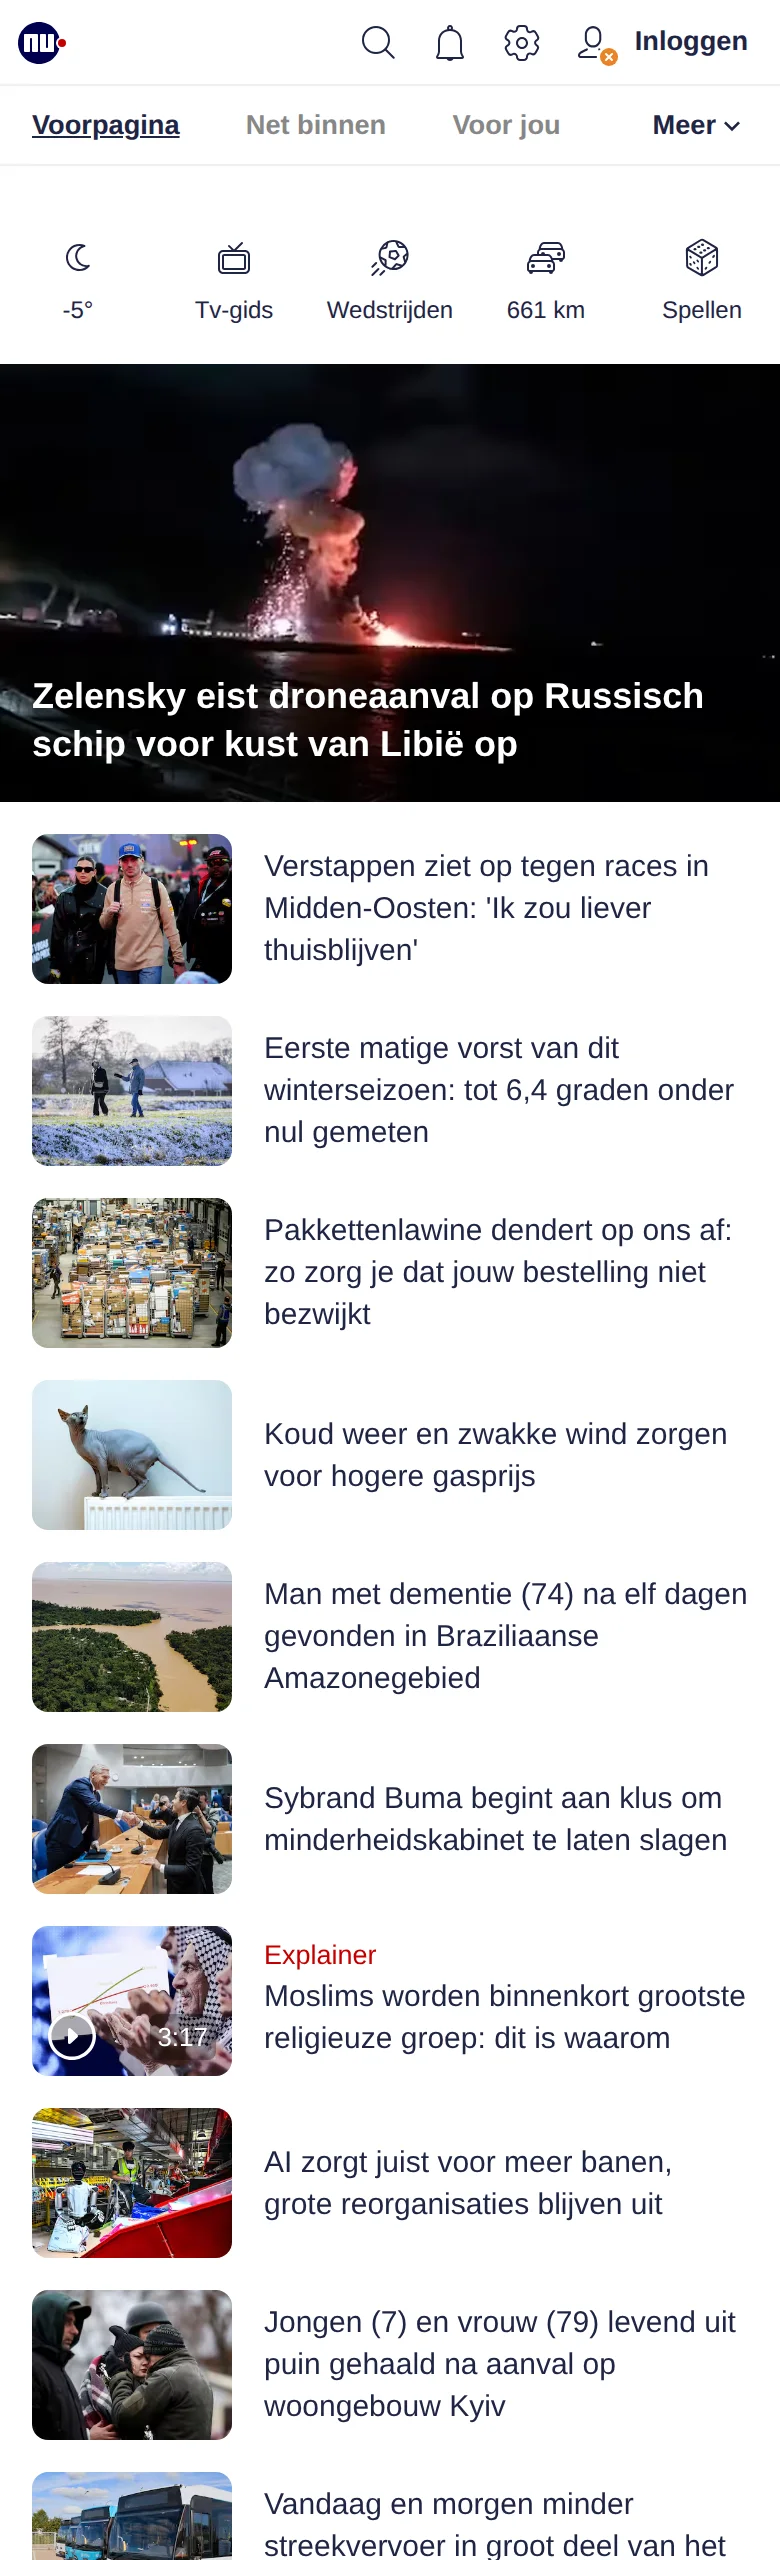 nu
Inloggen
Voorpagina
Net binnen
Voor jou
Meer
-5°
Tv-gids
Wedstrijden
661 km
Spellen
Zelensky eist droneaanval op Russisch
schip voor kust van Libië op
Verstappen ziet op tegen races in
Midden-Oosten: 'Ik zou liever
thuisblijven'
Eerste matige vorst van dit
winterseizoen: tot 6,4 graden onder
nul gemeten
Pakkettenlawine dendert op ons af:
zo zorg je dat jouw bestelling niet
bezwijkt
Koud weer en zwakke wind zorgen
voor hogere gasprijs
Man met dementie (74) na elf dagen
gevonden in Braziliaanse
Amazonegebied
Sybrand Buma begint aan klus om
minderheidskabinet te laten slagen
3:17
Explainer
Moslims worden binnenkort grootste
religieuze groep: dit is waarom
AI zorgt juist voor meer banen,
grote reorganisaties blijven uit
Jongen (7) en vrouw (79) levend uit
puin gehaald na aanval op
woongebouw Kyiv
Vandaag en morgen minder
streekvervoer in groot deel van het